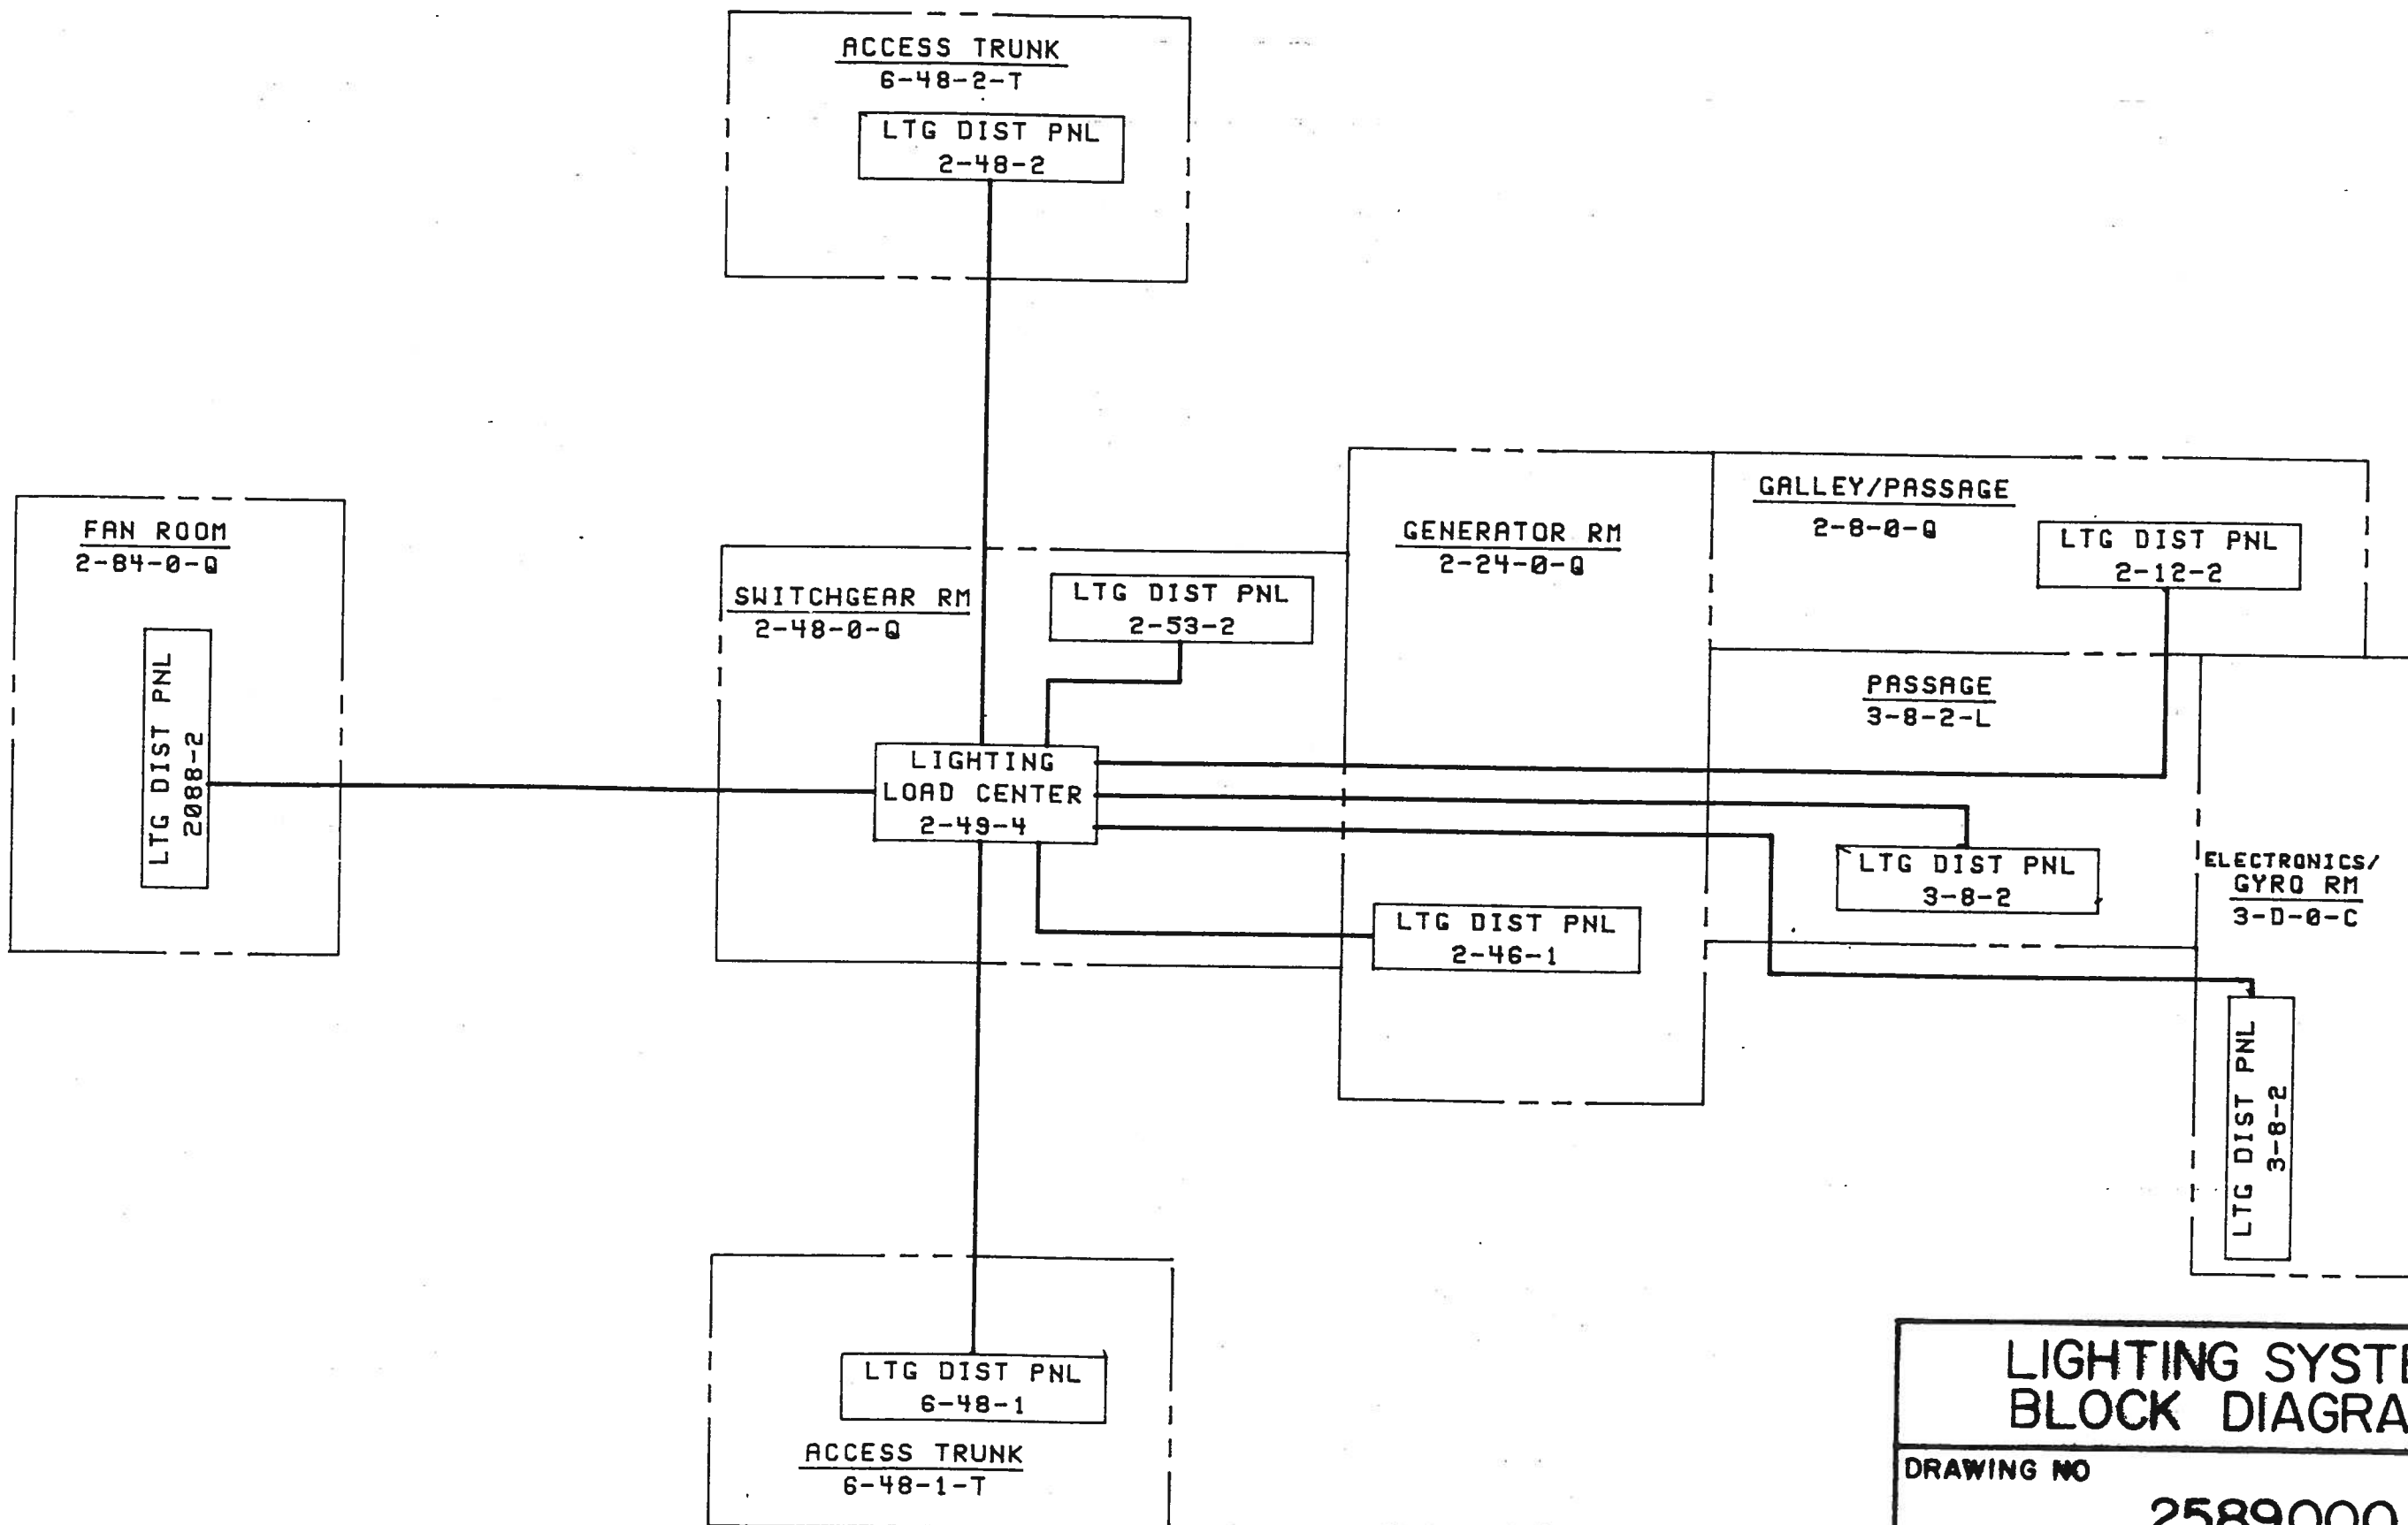 ACCESS TRUNK
6-48-2-T
LTG DIST PNL
2-48-2
FAN ROOM
2-84-0-Q
LTG DIST PNL
2088-2
SWITCHGEAR RM
2-48-0-Q
LTG DIST PNL
2-53-2
LIGHTING
LOAD CENTER
2-49-4
GENERATOR RM
2-24-0-Q
LTG DIST PNL
2-46-1
GALLEY/PASSAGE
2-8-0-Q
LTG DIST PNL
2-12-2
PASSAGE
3-8-2-L
LTG DIST PNL
3-8-2
ELECTRONICS/
GYRO RM
3-D-0-C
LTG DIST PNL
3-8-2
LTG DIST PNL
6-48-1
ACCESS TRUNK
6-48-1-T
LIGHTING SYSTE
BLOCK DIAGRA
DRAWING NO
2589000